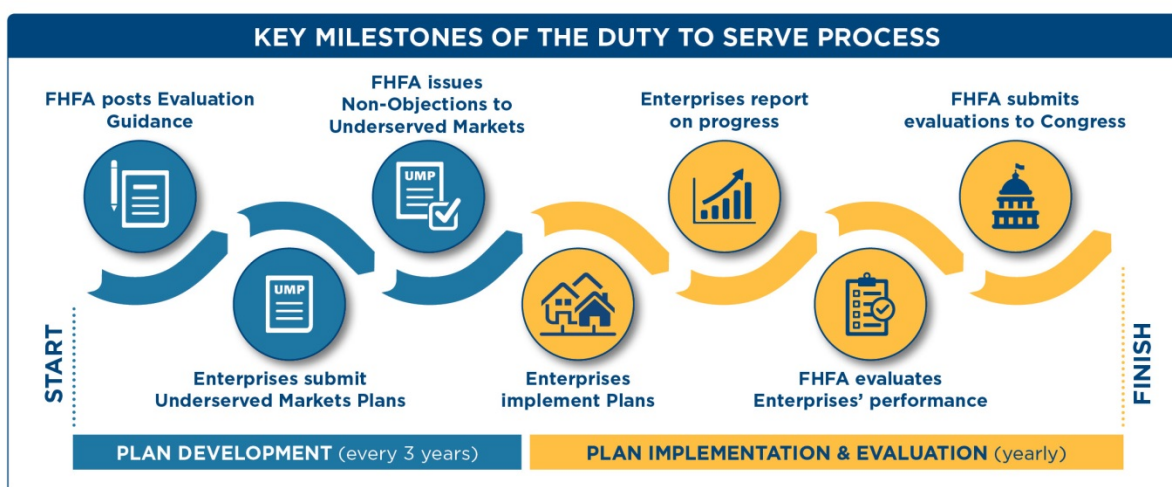 KEY MILESTONES OF THE DUTY TO SERVE PROCESS
FHFA posts Evaluation
Guidance
UMP
Enterprises submit
Underserved Markets Plans
FHFA issues
Non-Objections to
Underserved Markets
UMP
Enterprises
implement Plans
Enterprises report
on progress
FHFA evaluates
Enterprises' performance
FHFA submits
evaluations to Congress
START
FINISH
PLAN DEVELOPMENT (every 3 years)
PLAN IMPLEMENTATION & EVALUATION (yearly)